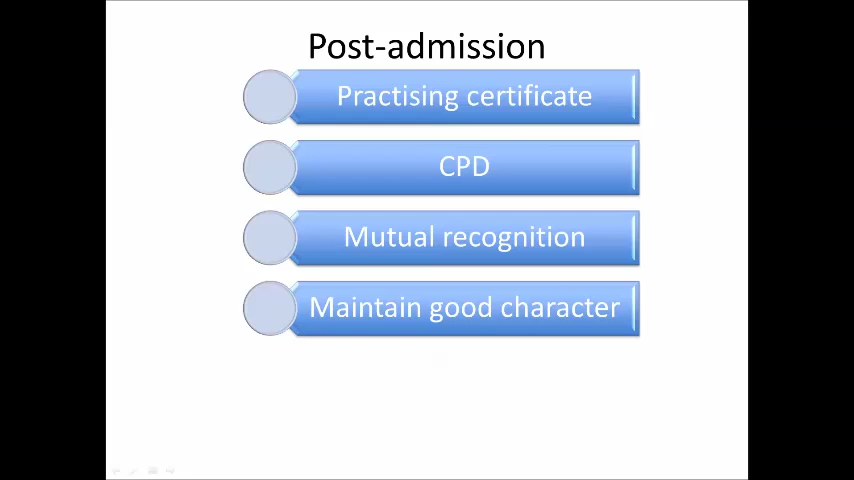 Post-admission
Practising certificate
CPD
Mutual recognition
Maintain good character